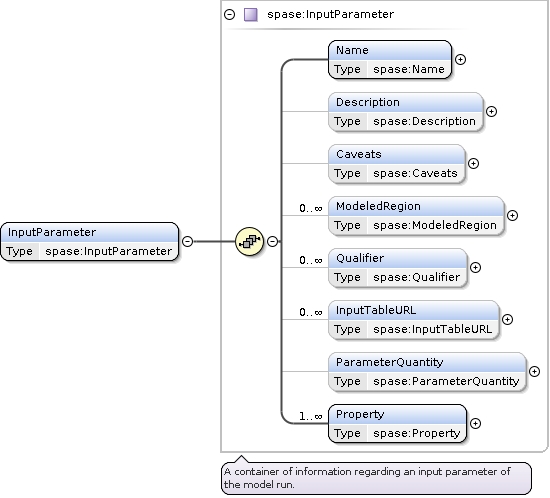 spase:InputParameter
Name
Type spase:Name
Description
Type spase:Description
Caveats
Type spase:Caveats
0..∞
ModeledRegion
Type spase:ModeledRegion
InputParameter
Type spase:InputParameter
0..∞
Qualifier
Type spase:Qualifier
0..∞
InputTableURL
Type spase:InputTableURL
ParameterQuantity
Type spase:ParameterQuantity
1..∞
Property
Type spase:Property
A container of information regarding an input parameter of
the model run.